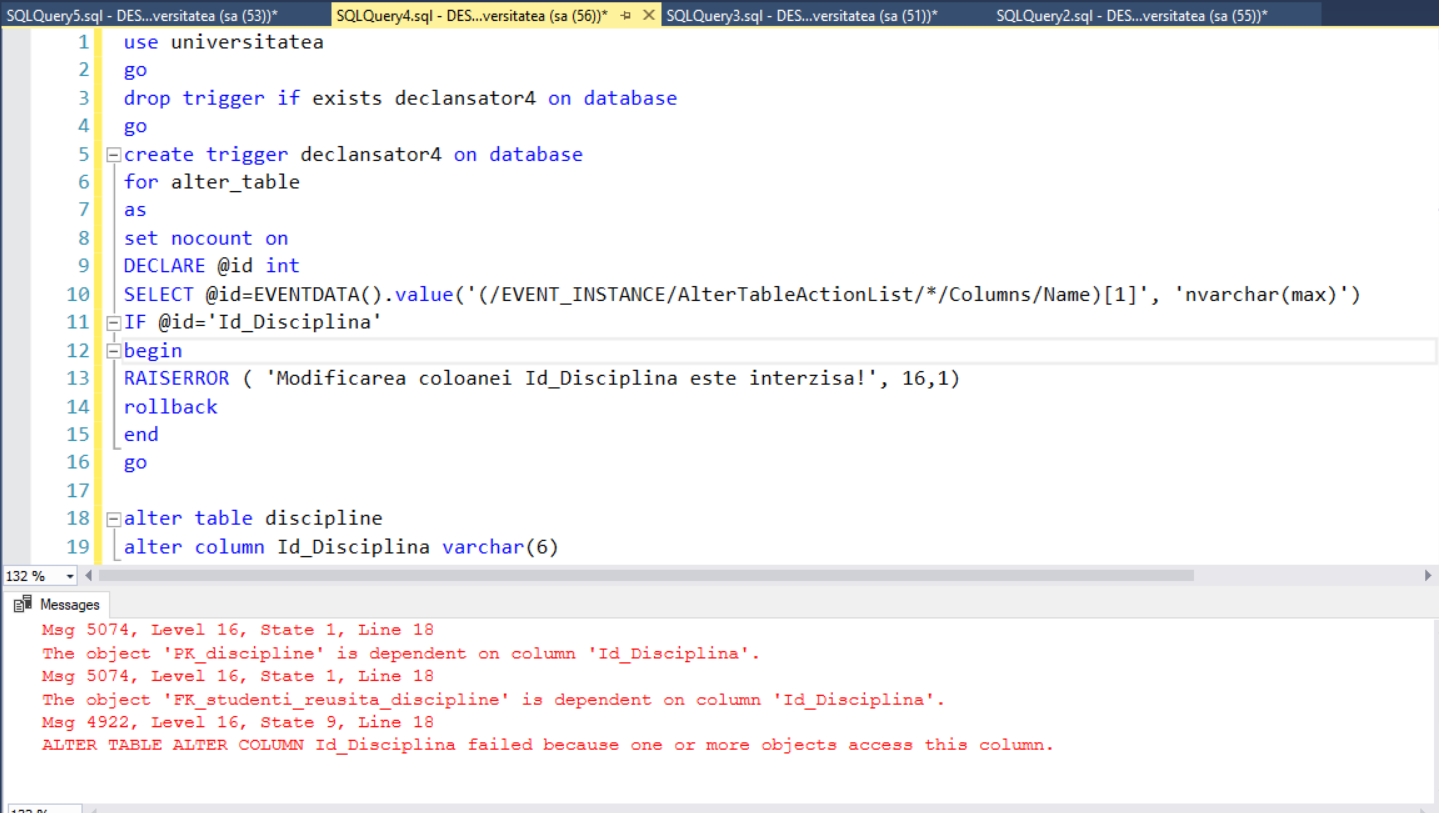 SQLQuery5.sql - DES...versitatea (sa (53))* SQLQuery4.sql - DES...versitatea (sa (56))* SQLQuery3.sql - DES...versitatea (sa (51))* SQLQuery2.sql - DES...versitatea (sa (55))*
1 use universitatea
2 go
3 drop trigger if exists declansator4 on database
4 go
5 create trigger declansator4 on database
6 for alter_table
7 as
8 set nocount on
9 DECLARE @id int
10 SELECT @id=EVENTDATA().value('(/EVENT_INSTANCE/AlterTableActionList/*/Columns/Name)[1]', 'nvarchar(max)')
11 IF @id='Id_Disciplina'
12 begin
13 RAISERROR ( 'Modificarea coloanei Id_Disciplina este interzisa!', 16,1)
14 rollback
15 end
16 go
17
18 alter table discipline
19 alter column Id_Disciplina varchar(6)
132 %
Messages
Msg 5074, Level 16, State 1, Line 18
The object 'PK_discipline' is dependent on column 'Id_Disciplina'.
Msg 5074, Level 16, State 1, Line 18
The object 'FK_studenti_reusita_discipline' is dependent on column 'Id_Disciplina'.
Msg 4922, Level 16, State 9, Line 18
ALTER TABLE ALTER COLUMN Id_Disciplina failed because one or more objects access this column.